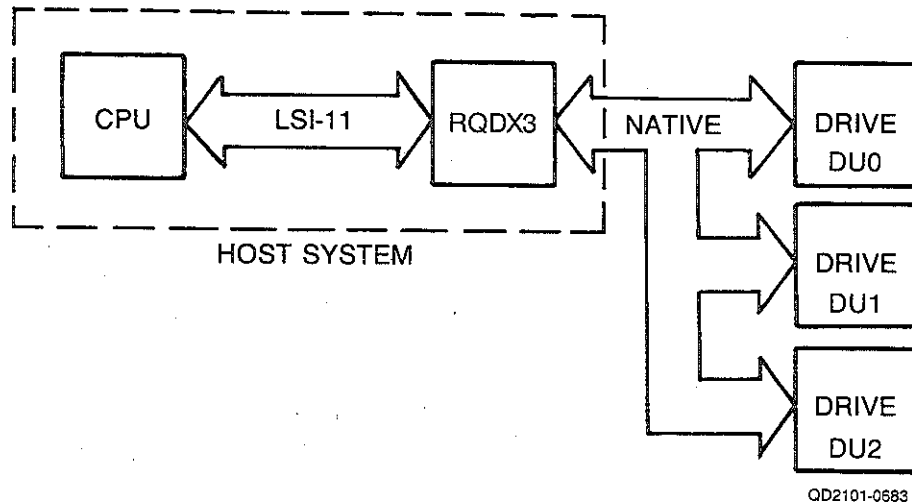 CPU
LSI-11
RQDX3
NATIVE
DRIVE
DU0
HOST SYSTEM
DRIVE
DU1
DRIVE
DU2
QD2101-0683